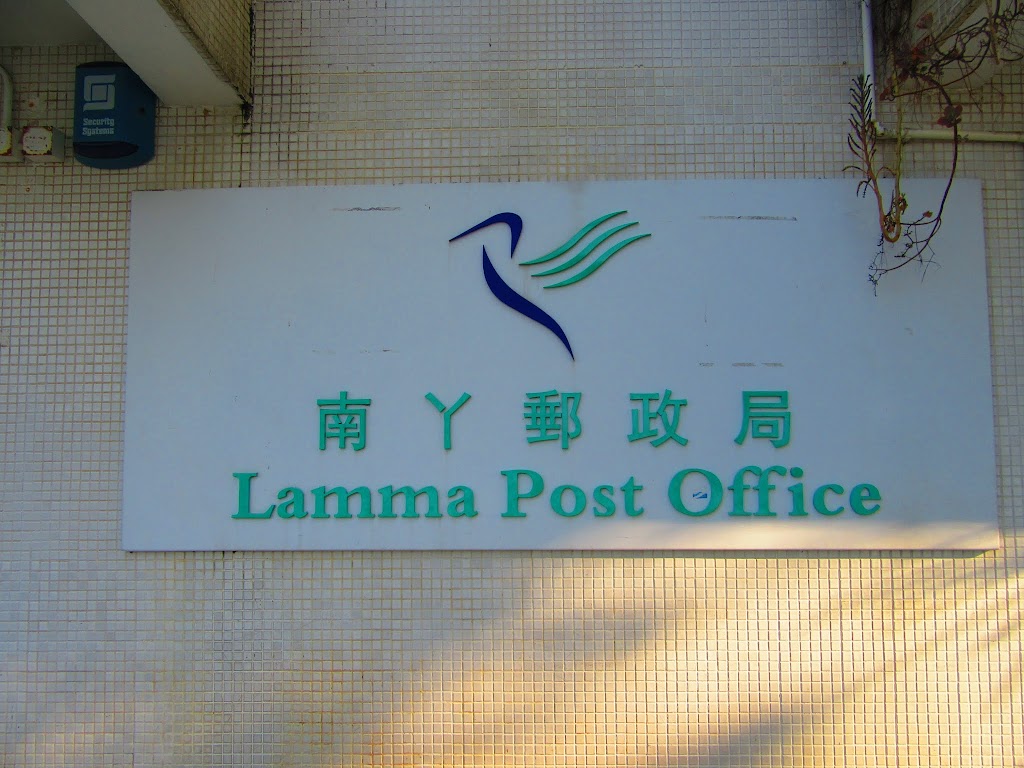 Security
Systems
南丫郵政局
Lamma Post Office